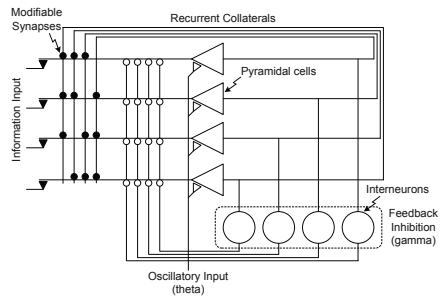 Modifiable
Synapses
Recurrent Collaterals
Pyramidal cells
Information Input
Interneurons
Feedback
Inhibition
(gamma)
Oscillatory Input
(theta)